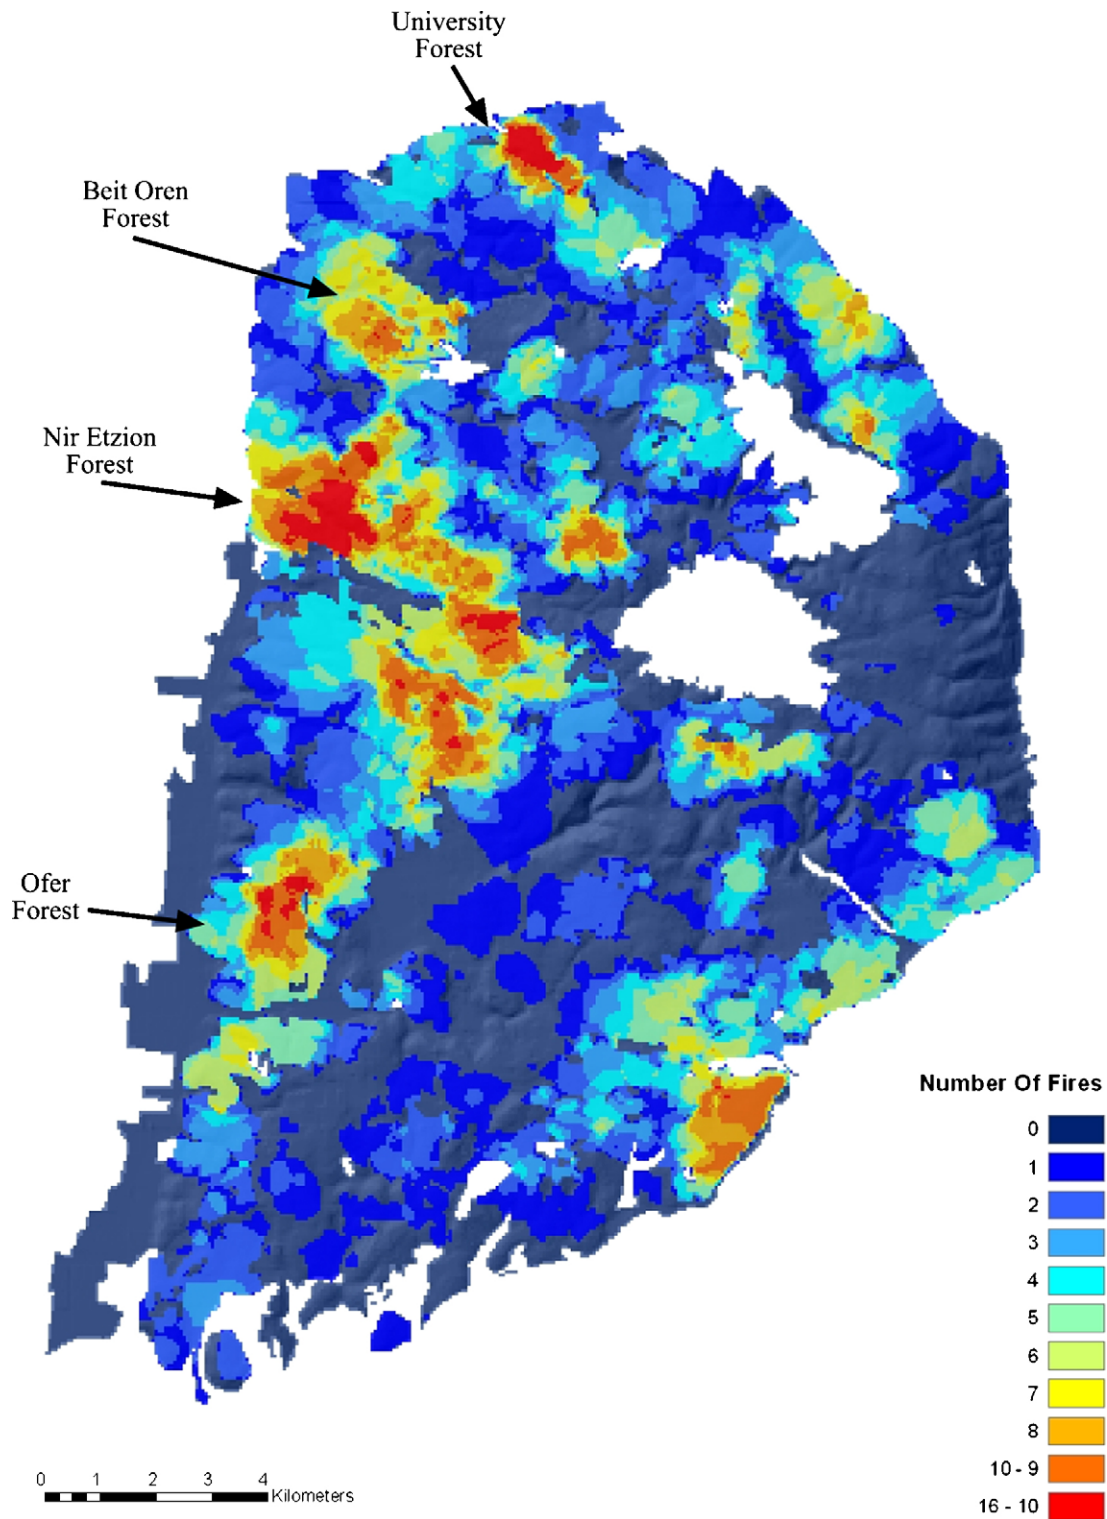 University
Forest
Beit Oren
Forest
Nir Etzion
Forest
Ofer
Forest
Number Of Fires
0
1
2
3
4
5
6
7
8
10 - 9
16 - 10
0 1 2 3 4
Kilometers